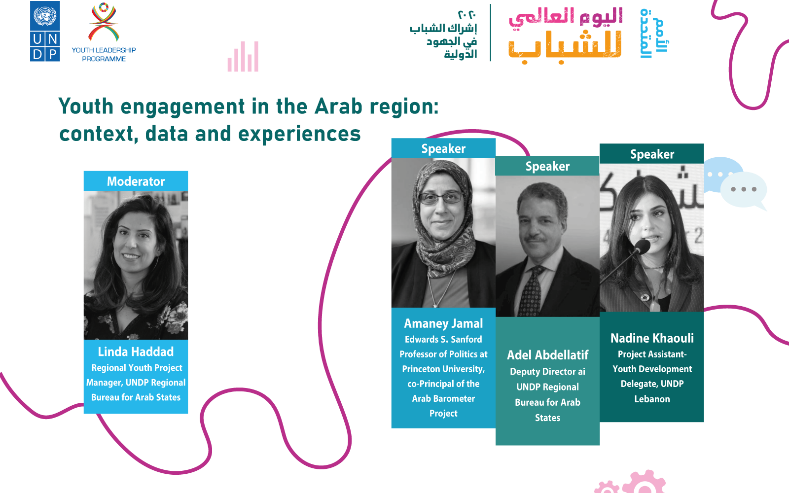 U N
D P
YOUTH LEADERSHIP
PROGRAMME
٢٠٢٠
إشراك الشباب
في الجهود
الدولية
اليوم العالمي
للشباب
الأمم
المتحدة
Youth engagement in the Arab region:
context, data and experiences
Moderator
Linda Haddad
Regional Youth Project
Manager, UNDP Regional
Bureau for Arab States
Speaker
Amaney Jamal
Edwards S. Sanford
Professor of Politics at
Princeton University,
co-Principal of the
Arab Barometer
Project
Speaker
Adel Abdellatif
Deputy Director ai
UNDP Regional
Bureau for Arab
States
Speaker
Nadine Khaouli
Project Assistant-
Youth Development
Delegate, UNDP
Lebanon